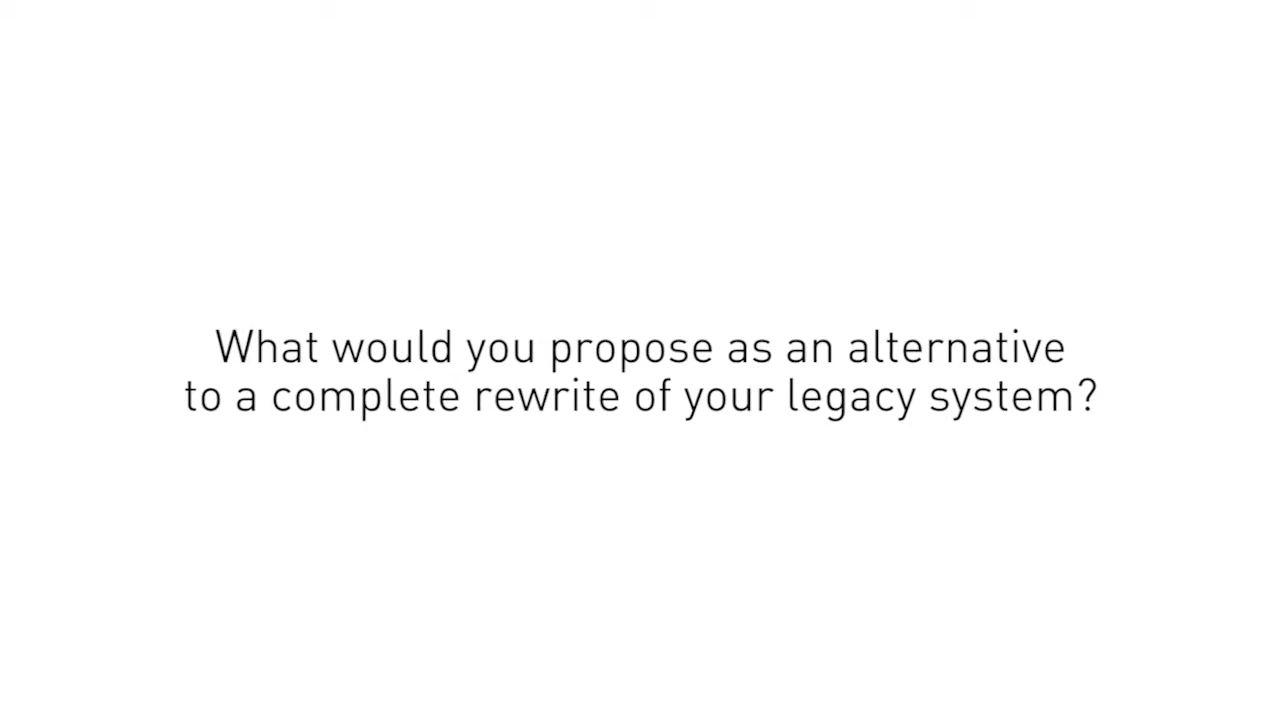 What would you propose as an alternative
to a complete rewrite of your legacy system?